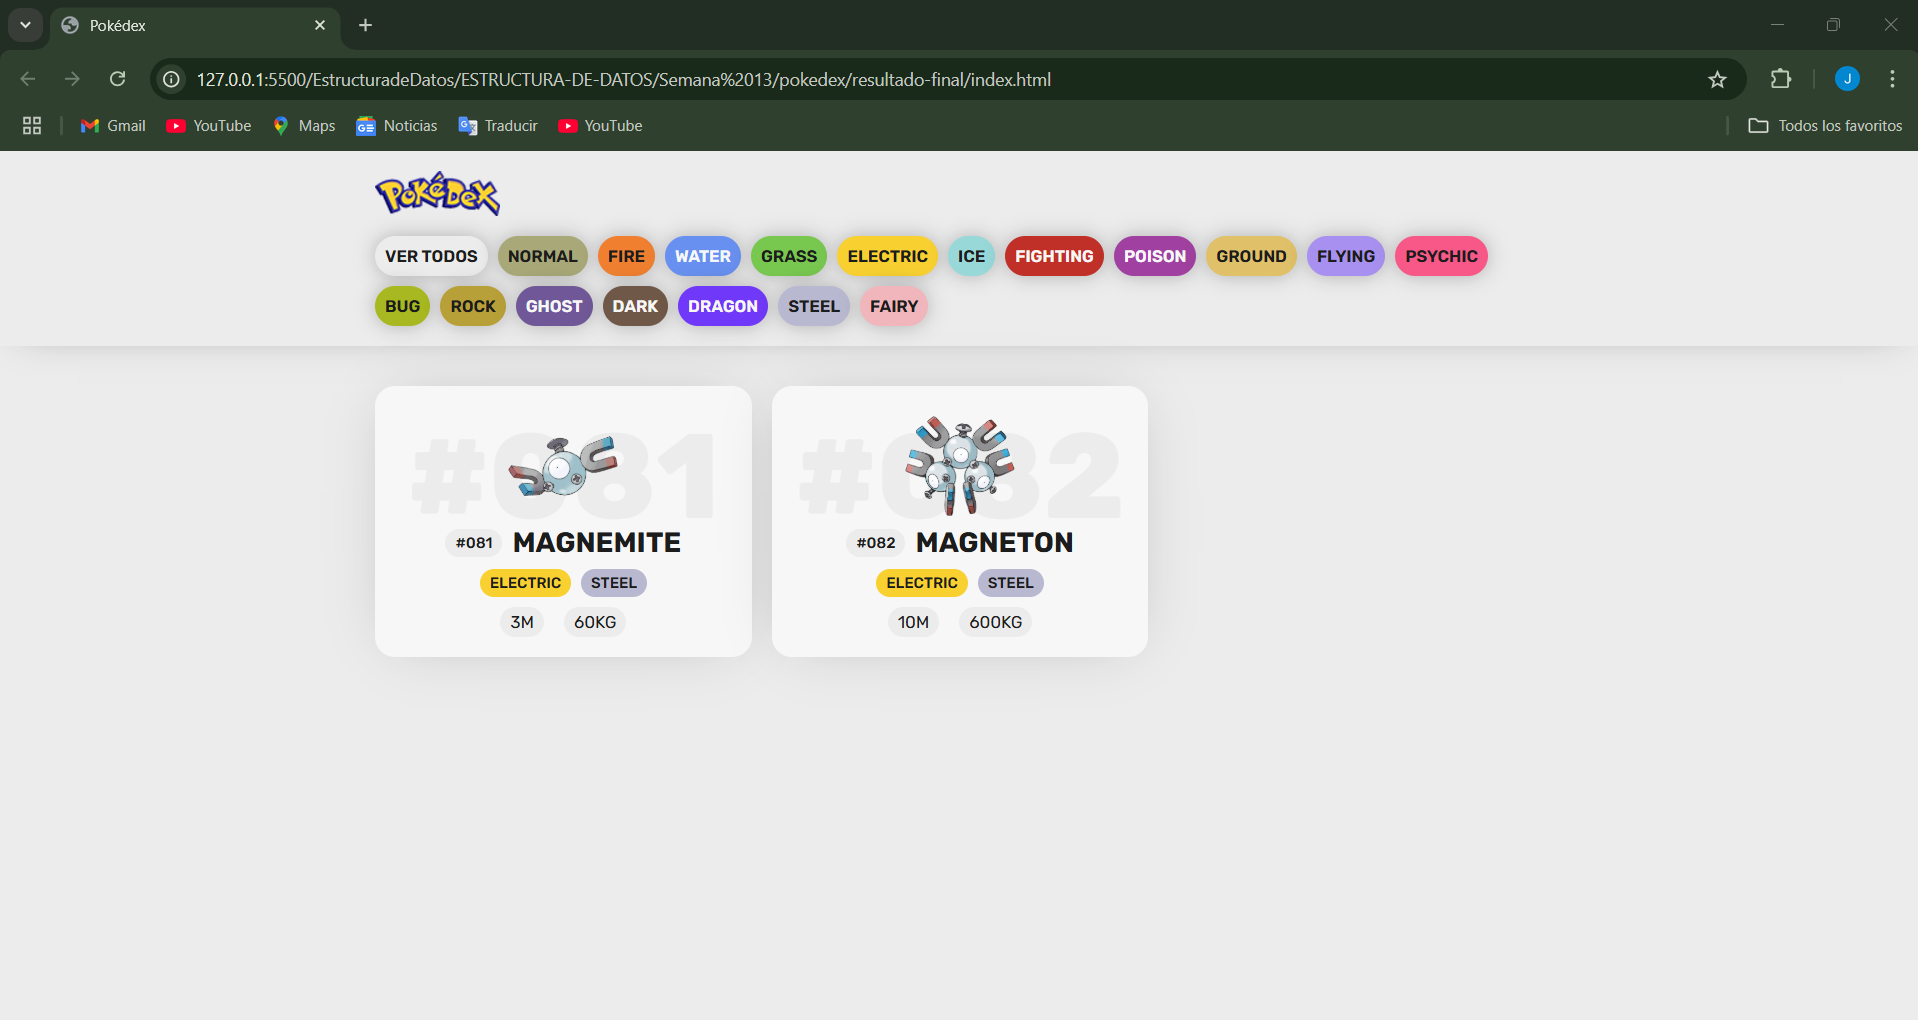 Pokédex
127.0.0.1:5500/EstructuradeDatos/ESTRUCTURA-DE-DATOS/Semana%2013/pokedex/resultado-final/index.html
J
Gmail YouTube Maps Noticias Traducir YouTube Todos los favoritos
POKéDEX
VER TODOS NORMAL FIRE WATER GRASS ELECTRIC ICE FIGHTING POISON GROUND FLYING PSYCHIC
BUG ROCK GHOST DARK DRAGON STEEL FAIRY
#081
#081 MAGNEMITE
ELECTRIC STEEL
3M 60KG
#082
#082 MAGNETON
ELECTRIC STEEL
10M 600KG